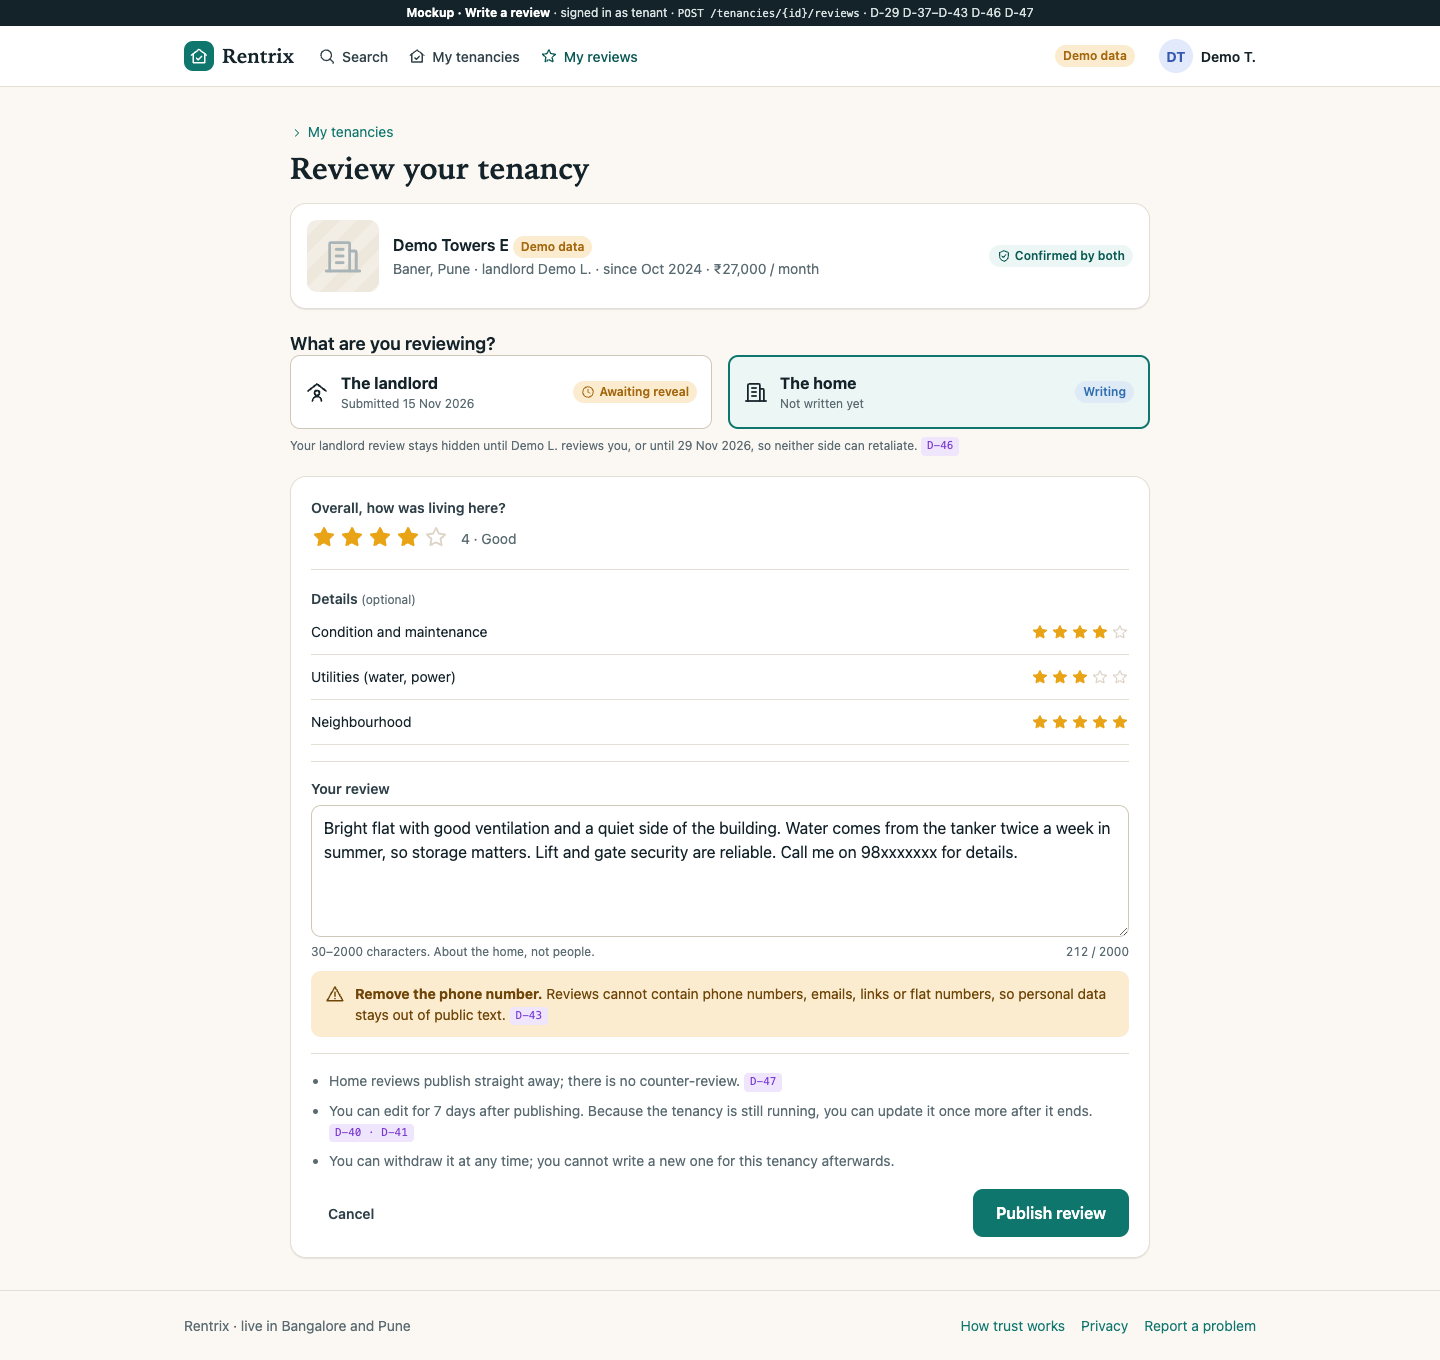 Mockup · Write a review · signed in as tenant · POST /tenancies/{id}/reviews · D-29 D-37–D-43 D-46 D-47
Rentrix
Search
My tenancies
My reviews
Demo data
DT
Demo T.
My tenancies
Review your tenancy
Demo Towers E Demo data
Baner, Pune · landlord Demo L. · since Oct 2024 · ₹27,000 / month
Confirmed by both
What are you reviewing?
The landlord
Submitted 15 Nov 2026
Awaiting reveal
The home
Not written yet
Writing
Your landlord review stays hidden until Demo L. reviews you, or until 29 Nov 2026, so neither side can retaliate. D-46
Overall, how was living here?
4 · Good
Details (optional)
Condition and maintenance
Utilities (water, power)
Neighbourhood
Your review
Bright flat with good ventilation and a quiet side of the building. Water comes from the tanker twice a week in
summer, so storage matters. Lift and gate security are reliable. Call me on 98xxxxxxx for details.
30–2000 characters. About the home, not people.
212 / 2000
Remove the phone number. Reviews cannot contain phone numbers, emails, links or flat numbers, so personal data
stays out of public text. D-43
• Home reviews publish straight away; there is no counter-review. D-47
• You can edit for 7 days after publishing. Because the tenancy is still running, you can update it once more after it ends.
D-40 · D-41
• You can withdraw it at any time; you cannot write a new one for this tenancy afterwards.
Cancel
Publish review
Rentrix · live in Bangalore and Pune
How trust works
Privacy
Report a problem